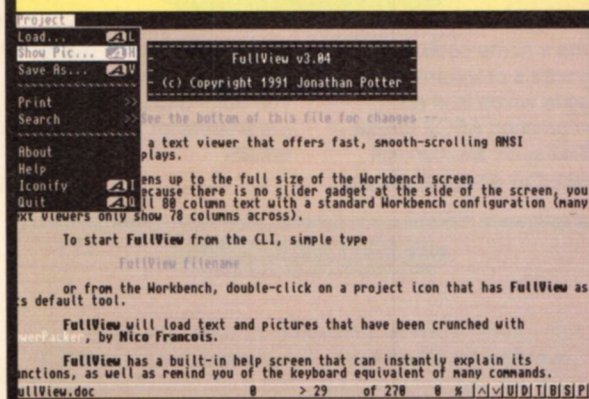 Project
Load... L
Show Pic... H
Save As... V
Print >>
Search >>
About
Help
Iconify I
Quit Q
FullView v3.04
(c) Copyright 1991 Jonathan Potter
See the bottom of this file for changes --
a text viewer that offers fast, smooth-scrolling ANSI
plays.
ens up to the full size of the Workbench screen
ecause there is no slider gadget at the side of the screen, you
ll 80 column text with a standard Workbench configuration (many
ext viewers only show 78 columns across).
To start FullView from the CLI, simple type
FullView filename
or from the Workbench, double-click on a project icon that has FullView as
ts default tool.
FullView will load text and pictures that have been crunched with
owerPacker, by Nico Francois.
FullView has a built-in help screen that can instantly explain its
unctions, as well as remind you of the keyboard equivalent of many commands.
ullView.doc 0 > 29 of 270 0 % |U|D|T|B|S|P|